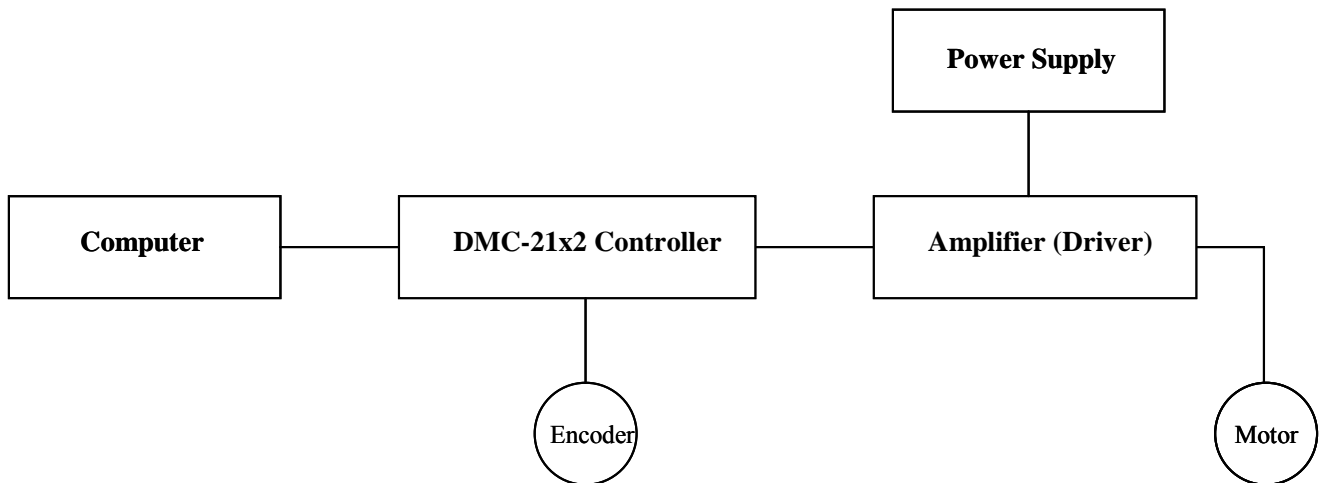 Power Supply
Computer
DMC-21x2 Controller
Amplifier (Driver)
Encoder
Motor